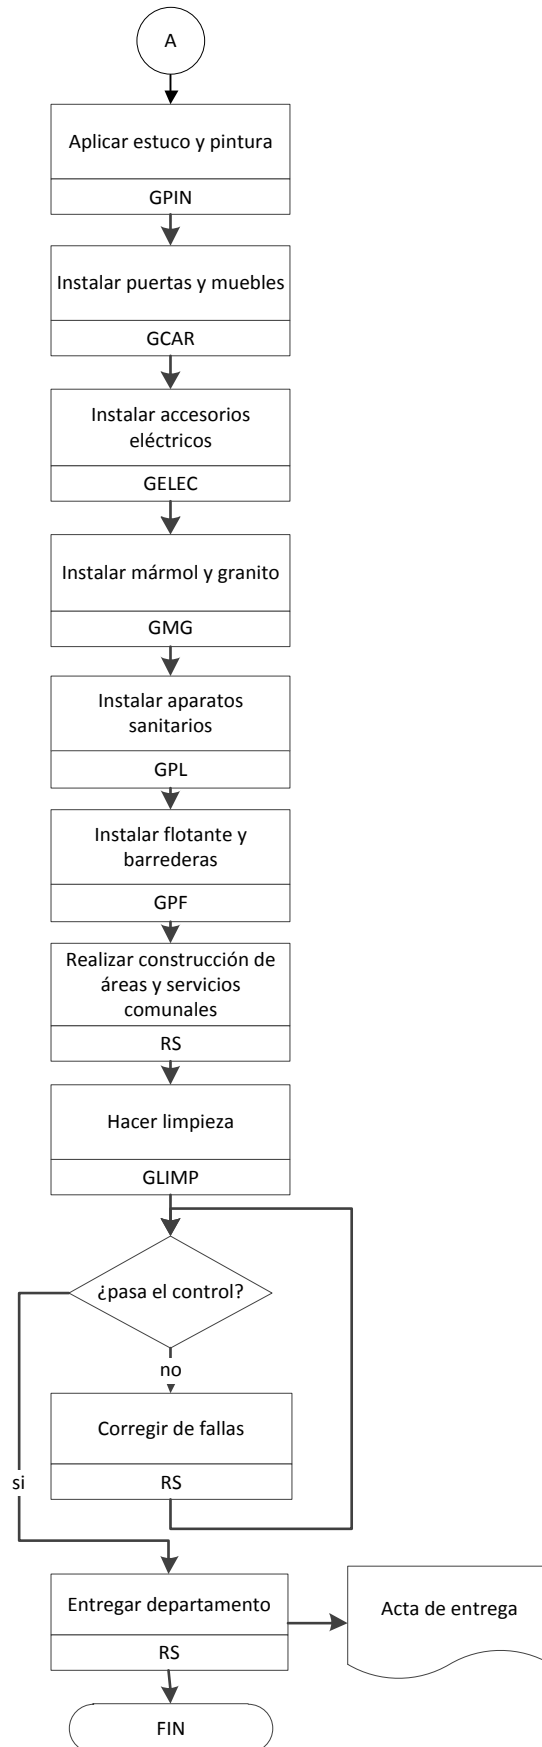 A
Aplicar estuco y pintura
GPIN
Instalar puertas y muebles
GCAR
Instalar accesorios
eléctricos
GELEC
Instalar mármol y granito
GMG
Instalar aparatos
sanitarios
GPL
Instalar flotante y
barrederas
GPF
Realizar construcción de
áreas y servicios
comunales
RS
Hacer limpieza
GLIMP
¿pasa el control?
no
Corregir de fallas
si
RS
Entregar departamento
Acta de entrega
RS
FIN